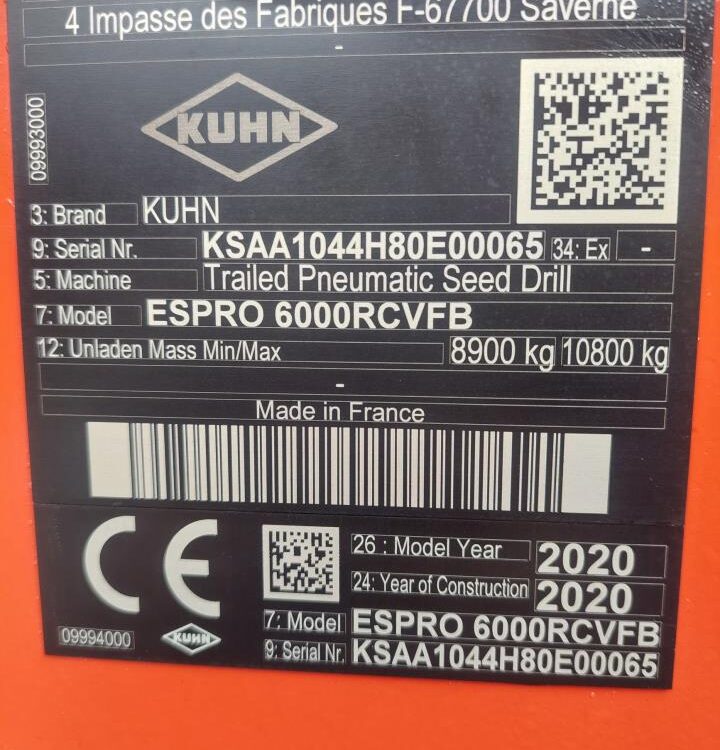 4 Impasse des Fabriques F-67700 Saverne
-
09993000
KUHN
3: Brand KUHN
9: Serial Nr. KSAA1044H80E00065 34: Ex -
5: Machine Trailed Pneumatic Seed Drill
7: Model ESPRO 6000RCVFB
12: Unladen Mass Min/Max 8900 kg 10800 kg
-
Made in France
CE
26 : Model Year 2020
24: Year of Construction 2020
7: Model ESPRO 6000RCVFB
9: Serial Nr. KSAA1044H80E00065
09994000 KUHN